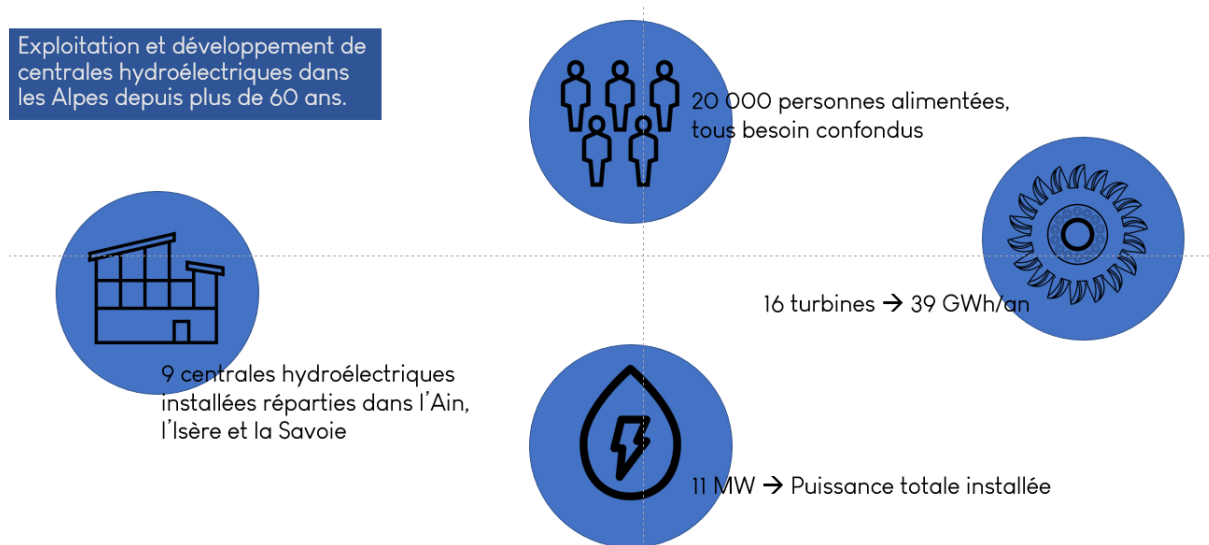 Exploitation et développement de
centrales hydroélectriques dans
les Alpes depuis plus de 60 ans.
20 000 personnes alimentées,
tous besoin confondus
16 turbines → 39 GWh/an
9 centrales hydroélectriques
installées réparties dans l'Ain,
l'Isère et la Savoie
11 MW → Puissance totale installée